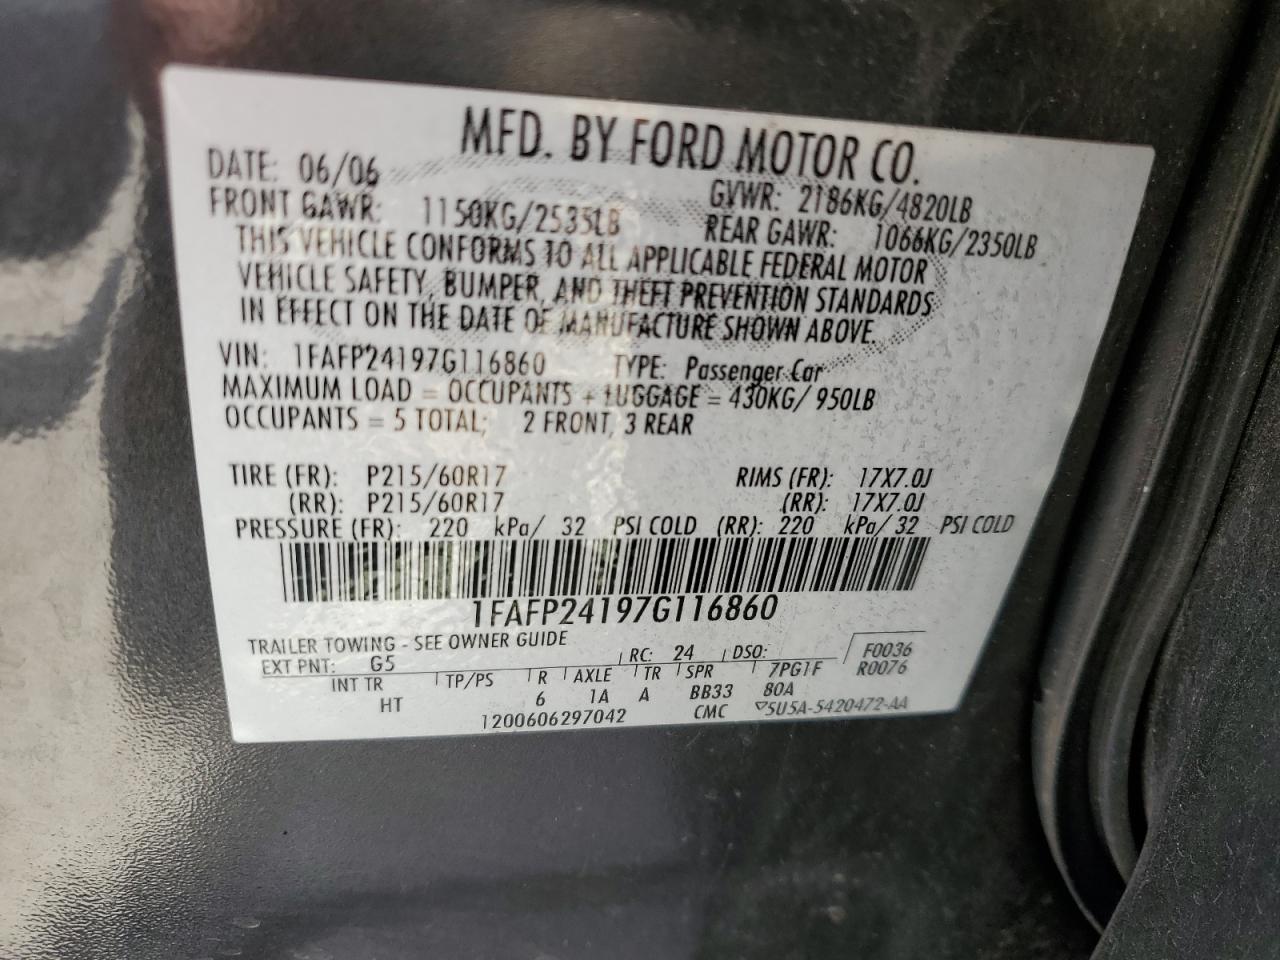 MFD. BY FORD MOTOR CO.
DATE: 06/06 GVWR: 2186KG/4820LB
FRONT GAWR: 1150KG/2535LB REAR GAWR: 1066KG/2350LB
THIS VEHICLE CONFORMS TO ALL APPLICABLE FEDERAL MOTOR
VEHICLE SAFETY, BUMPER, AND THEFT PREVENTION STANDARDS
IN EFFECT ON THE DATE OF MANUFACTURE SHOWN ABOVE.
VIN: 1FAFP24197G116860 TYPE: Passenger Car
MAXIMUM LOAD = OCCUPANTS + LUGGAGE = 430KG/ 950LB
OCCUPANTS = 5 TOTAL; 2 FRONT, 3 REAR
TIRE (FR): P215/60R17 RIMS (FR): 17X7.0J
(RR): P215/60R17 (RR): 17X7.0J
PRESSURE (FR): 220 kPa/ 32 PSI COLD (RR): 220 kPa/ 32 PSI COLD
1FAFP24197G116860
TRAILER TOWING - SEE OWNER GUIDE
EXT PNT: G5 RC: 24 DSO: F0036
INT TR TP/PS R AXLE TR SPR 7PG1F R0076
HT 6 1A A BB33 80A
1200606297042 CMC ▽5U5A-5420472-AA